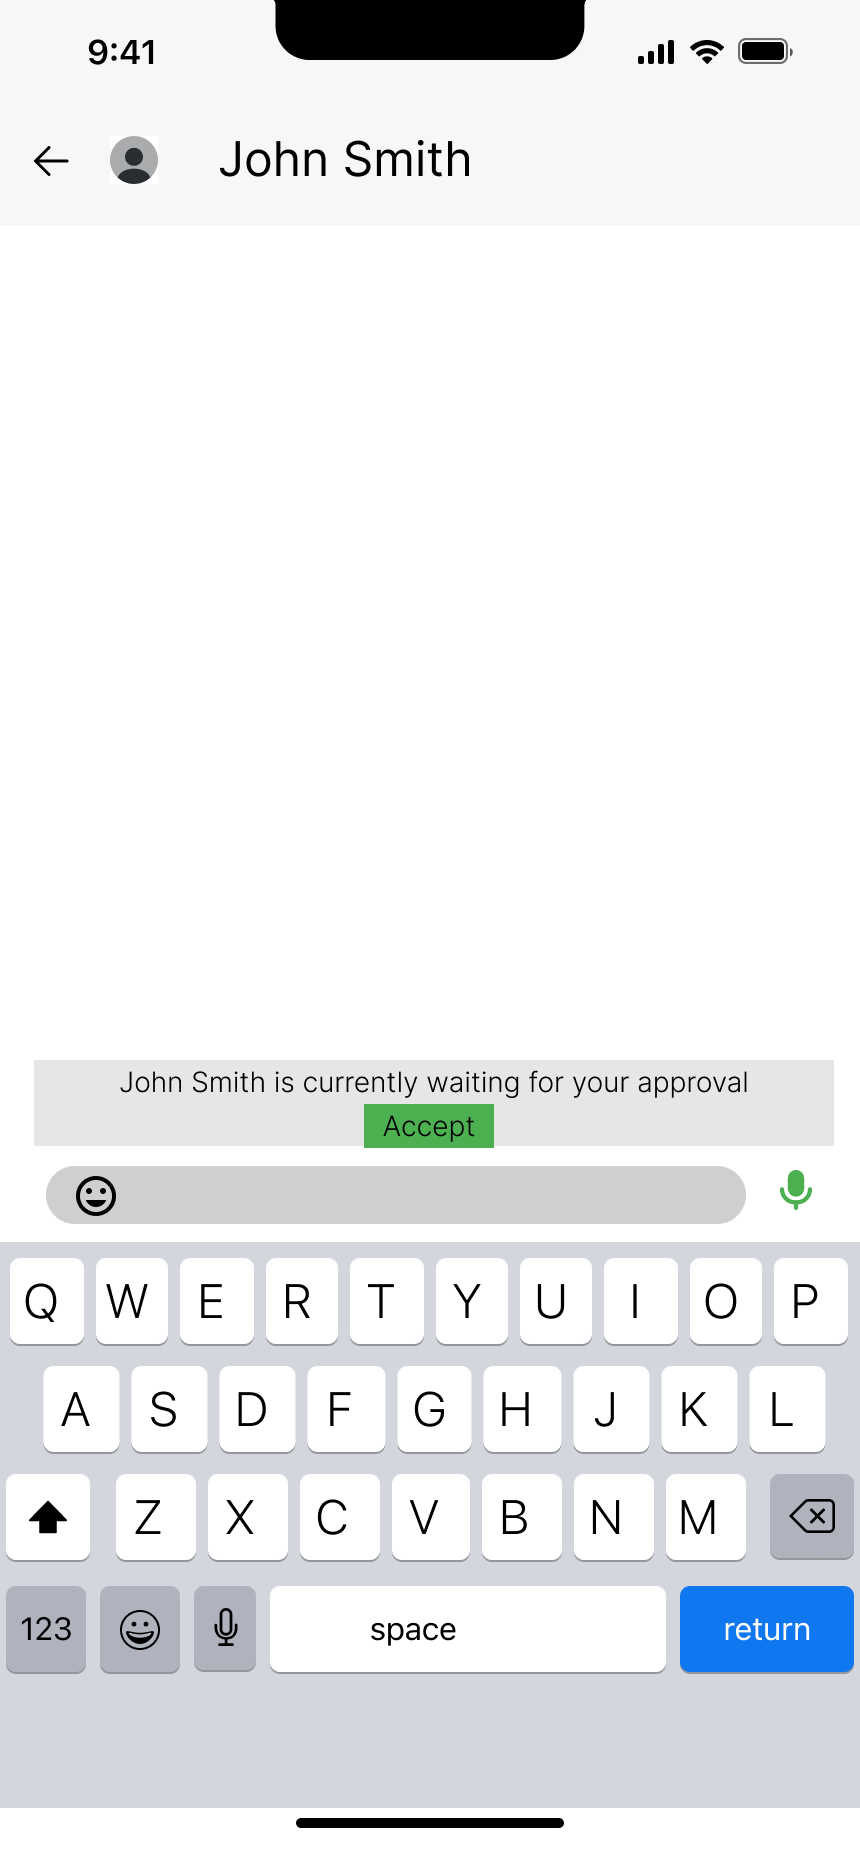 9:41
John Smith
John Smith is currently waiting for your approval
Accept
Q W E R T Y U I O P
A S D F G H J K L
Z X C V B N M
123 space return